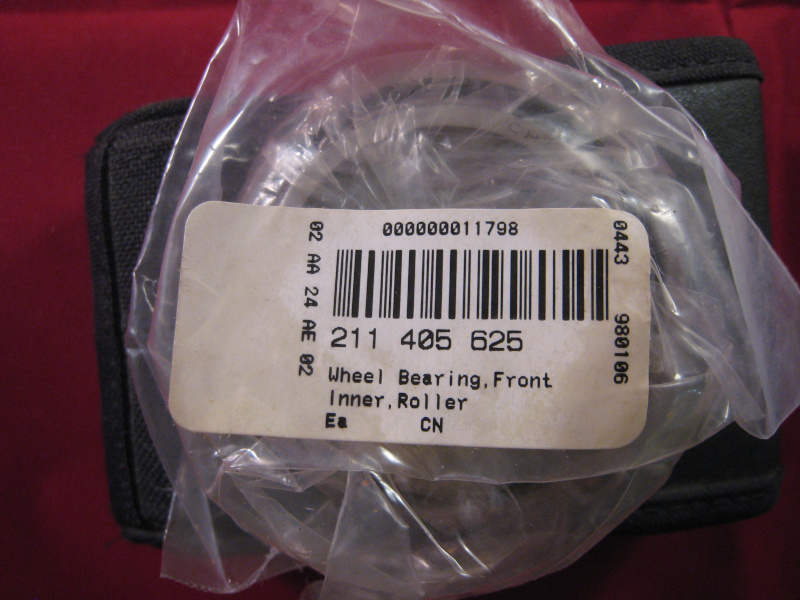 000000011798
02 AA 24 AE 02
0443 980106
211 405 625
Wheel Bearing,Front
Inner,Roller
Ea CN